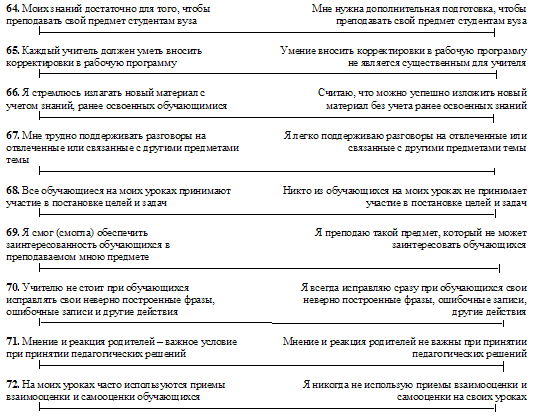 64. Моих знаний достаточно для того, чтобы
преподавать свой предмет студентам вуза
Мне нужна дополнительная подготовка, чтобы
преподавать свой предмет студентам вуза
65. Каждый учитель должен уметь вносить
корректировки в рабочую программу
Умение вносить корректировки в рабочую программу
не является существенным для учителя
66. Я стремлюсь излагать новый материал с
учетом знаний, ранее освоенных обучающимися
Считаю, что можно успешно изложить новый
материал без учета ранее освоенных знаний
67. Мне трудно поддерживать разговоры на
отвлеченные или связанные с другими предметами
темы
Я легко поддерживаю разговоры на отвлеченные или
связанные с другими предметами темы
68. Все обучающиеся на моих уроках принимают
участие в постановке целей и задач
Никто из обучающихся на моих уроках не принимает
участие в постановке целей и задач
69. Я смог (смогла) обеспечить
заинтересованность обучающихся в
преподаваемом мною предмете
Я преподаю такой предмет, который не может
заинтересовать обучающихся
70. Учителю не стоит при обучающихся
исправлять свои неверно построенные фразы,
ошибочные записи и другие действия
Я всегда исправляю сразу при обучающихся свои
неверно построенные фразы, ошибочные записи,
другие действия
71. Мнение и реакция родителей – важное условие
при принятии педагогических решений
Мнение и реакция родителей не важны при принятии
педагогических решений
72. На моих уроках часто используются приемы
взаимооценки и самооценки обучающихся
Я никогда не использую приемы взаимооценки и
самооценки на своих уроках